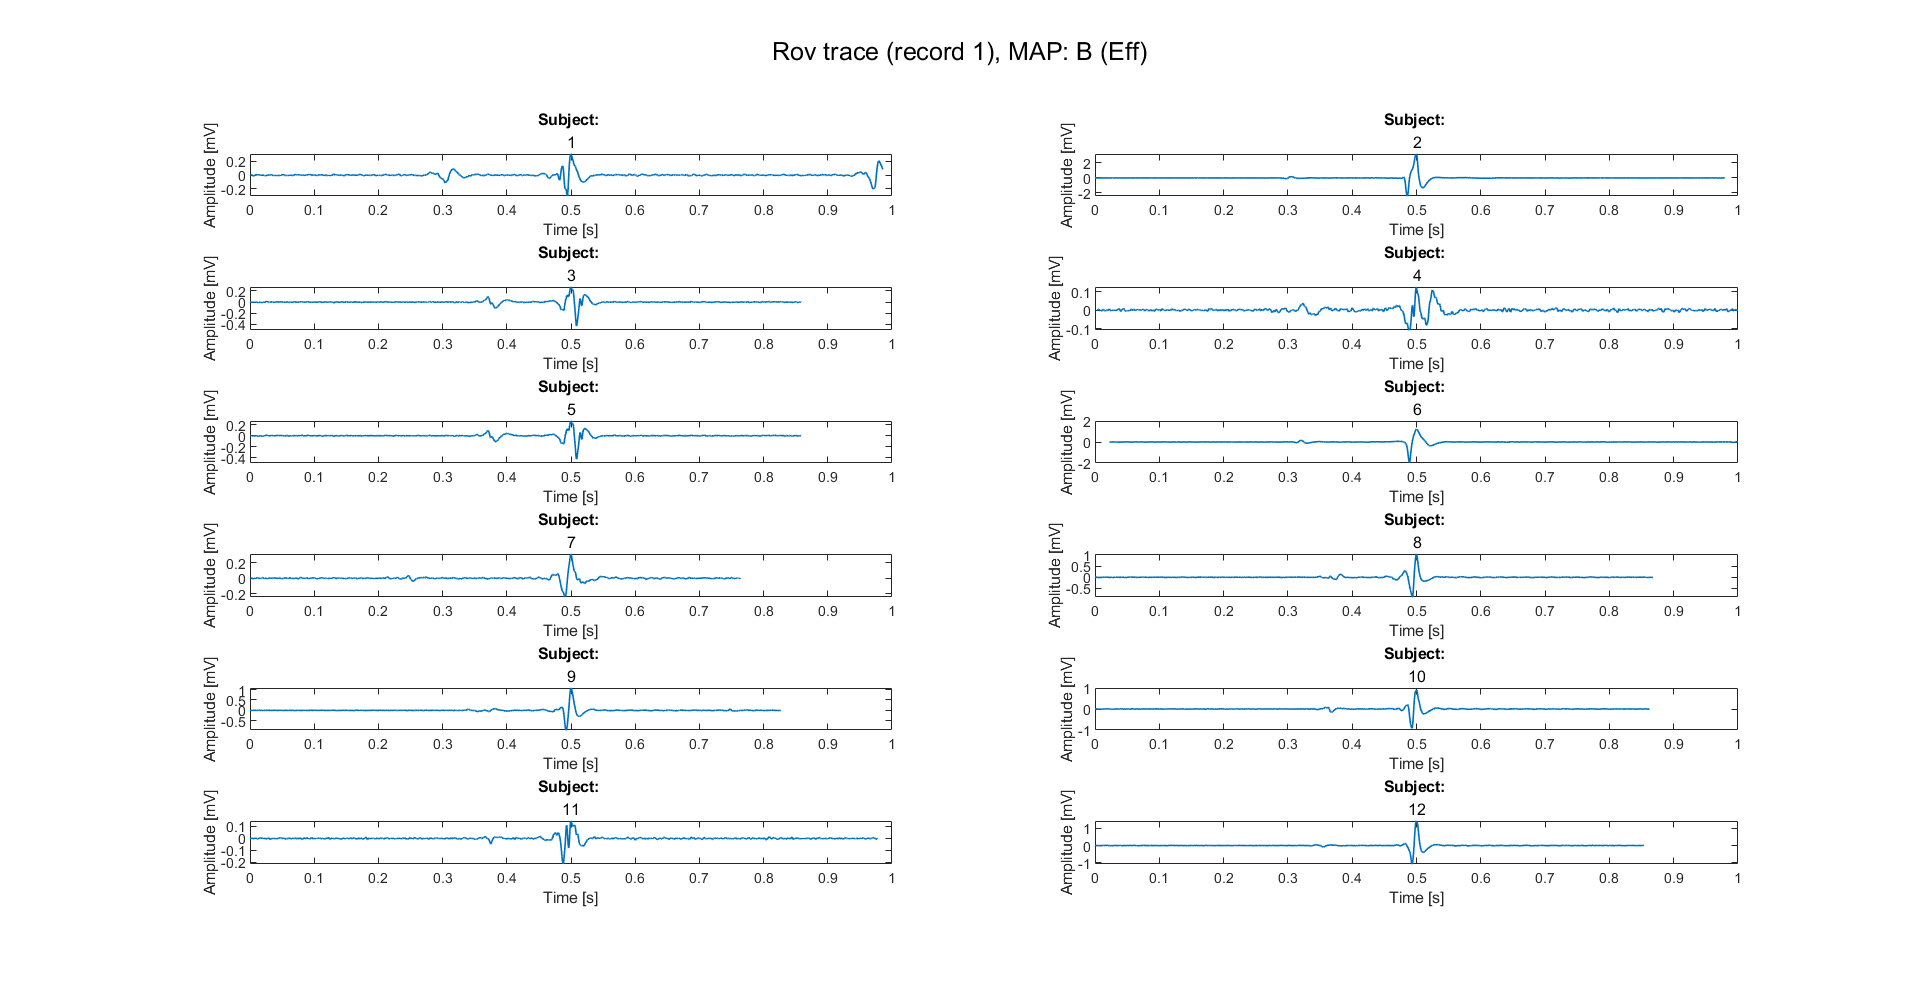 Rov trace (record 1), MAP: B (Eff)
Subject:
1
Amplitude [mV]
0.2
0
-0.2
0 0.1 0.2 0.3 0.4 0.5 0.6 0.7 0.8 0.9 1
Time [s]
Subject:
2
Amplitude [mV]
2
0
-2
0 0.1 0.2 0.3 0.4 0.5 0.6 0.7 0.8 0.9 1
Time [s]
Subject:
3
Amplitude [mV]
0.2
0
-0.2
-0.4
0 0.1 0.2 0.3 0.4 0.5 0.6 0.7 0.8 0.9 1
Time [s]
Subject:
4
Amplitude [mV]
0.1
0
-0.1
0 0.1 0.2 0.3 0.4 0.5 0.6 0.7 0.8 0.9 1
Time [s]
Subject:
5
Amplitude [mV]
0.2
0
-0.2
-0.4
0 0.1 0.2 0.3 0.4 0.5 0.6 0.7 0.8 0.9 1
Time [s]
Subject:
6
Amplitude [mV]
2
0
-2
0 0.1 0.2 0.3 0.4 0.5 0.6 0.7 0.8 0.9 1
Time [s]
Subject:
7
Amplitude [mV]
0.2
0
-0.2
0 0.1 0.2 0.3 0.4 0.5 0.6 0.7 0.8 0.9 1
Time [s]
Subject:
8
Amplitude [mV]
1
0.5
0
-0.5
0 0.1 0.2 0.3 0.4 0.5 0.6 0.7 0.8 0.9 1
Time [s]
Subject:
9
Amplitude [mV]
1
0.5
0
-0.5
0 0.1 0.2 0.3 0.4 0.5 0.6 0.7 0.8 0.9 1
Time [s]
Subject:
10
Amplitude [mV]
1
0
-1
0 0.1 0.2 0.3 0.4 0.5 0.6 0.7 0.8 0.9 1
Time [s]
Subject:
11
Amplitude [mV]
0.1
0
-0.1
-0.2
0 0.1 0.2 0.3 0.4 0.5 0.6 0.7 0.8 0.9 1
Time [s]
Subject:
12
Amplitude [mV]
1
0
-1
0 0.1 0.2 0.3 0.4 0.5 0.6 0.7 0.8 0.9 1
Time [s]